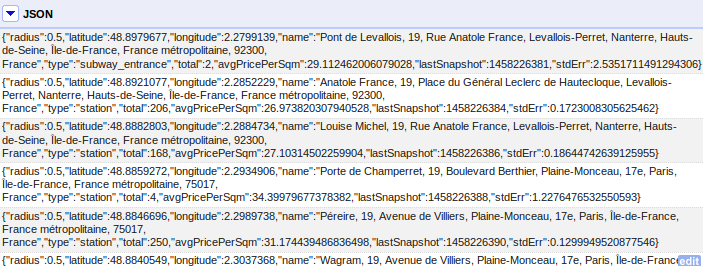 JSON
{"radius":0.5,"latitude":48.8979677,"longitude":2.2799139,"name":"Pont de Levallois, 19, Rue Anatole France, Levallois-Perret, Nanterre, Hauts-
de-Seine, Île-de-France, France métropolitaine, 92300,
France","type":"subway_entrance","total":2,"avgPricePerSqm":29.112462006079028,"lastSnapshot":1458226381,"stdErr":2.5351711491294306}
{"radius":0.5,"latitude":48.8921077,"longitude":2.2852229,"name":"Anatole France, 19, Place du Général Leclerc de Hautecloque, Levallois-
Perret, Nanterre, Hauts-de-Seine, Île-de-France, France métropolitaine, 92300,
France","type":"station","total":206,"avgPricePerSqm":26.973820307940528,"lastSnapshot":1458226384,"stdErr":0.1723008305625462}
{"radius":0.5,"latitude":48.8882803,"longitude":2.2884734,"name":"Louise Michel, 19, Rue Anatole France, Levallois-Perret, Nanterre, Hauts-
de-Seine, Île-de-France, France métropolitaine, 92300,
France","type":"station","total":168,"avgPricePerSqm":27.10314502259904,"lastSnapshot":1458226386,"stdErr":0.18644742639125955}
{"radius":0.5,"latitude":48.8859272,"longitude":2.2934906,"name":"Porte de Champerret, 19, Boulevard Berthier, Plaine-Monceau, 17e, Paris,
Île-de-France, France métropolitaine, 75017,
France","type":"station","total":4,"avgPricePerSqm":34.39979677378382,"lastSnapshot":1458226388,"stdErr":1.2276476532550593}
{"radius":0.5,"latitude":48.8846696,"longitude":2.2989738,"name":"Péreire, 19, Avenue de Villiers, Plaine-Monceau, 17e, Paris, Île-de-France,
France métropolitaine, 75017,
France","type":"station","total":250,"avgPricePerSqm":31.174439486836498,"lastSnapshot":1458226390,"stdErr":0.1299949520877546}
{"radius":0.5,"latitude":48.8840549,"longitude":2.3037368,"name":"Wagram, 19, Avenue de Villiers, Plaine-Monceau, 17e, Paris, Île-de-France
edit